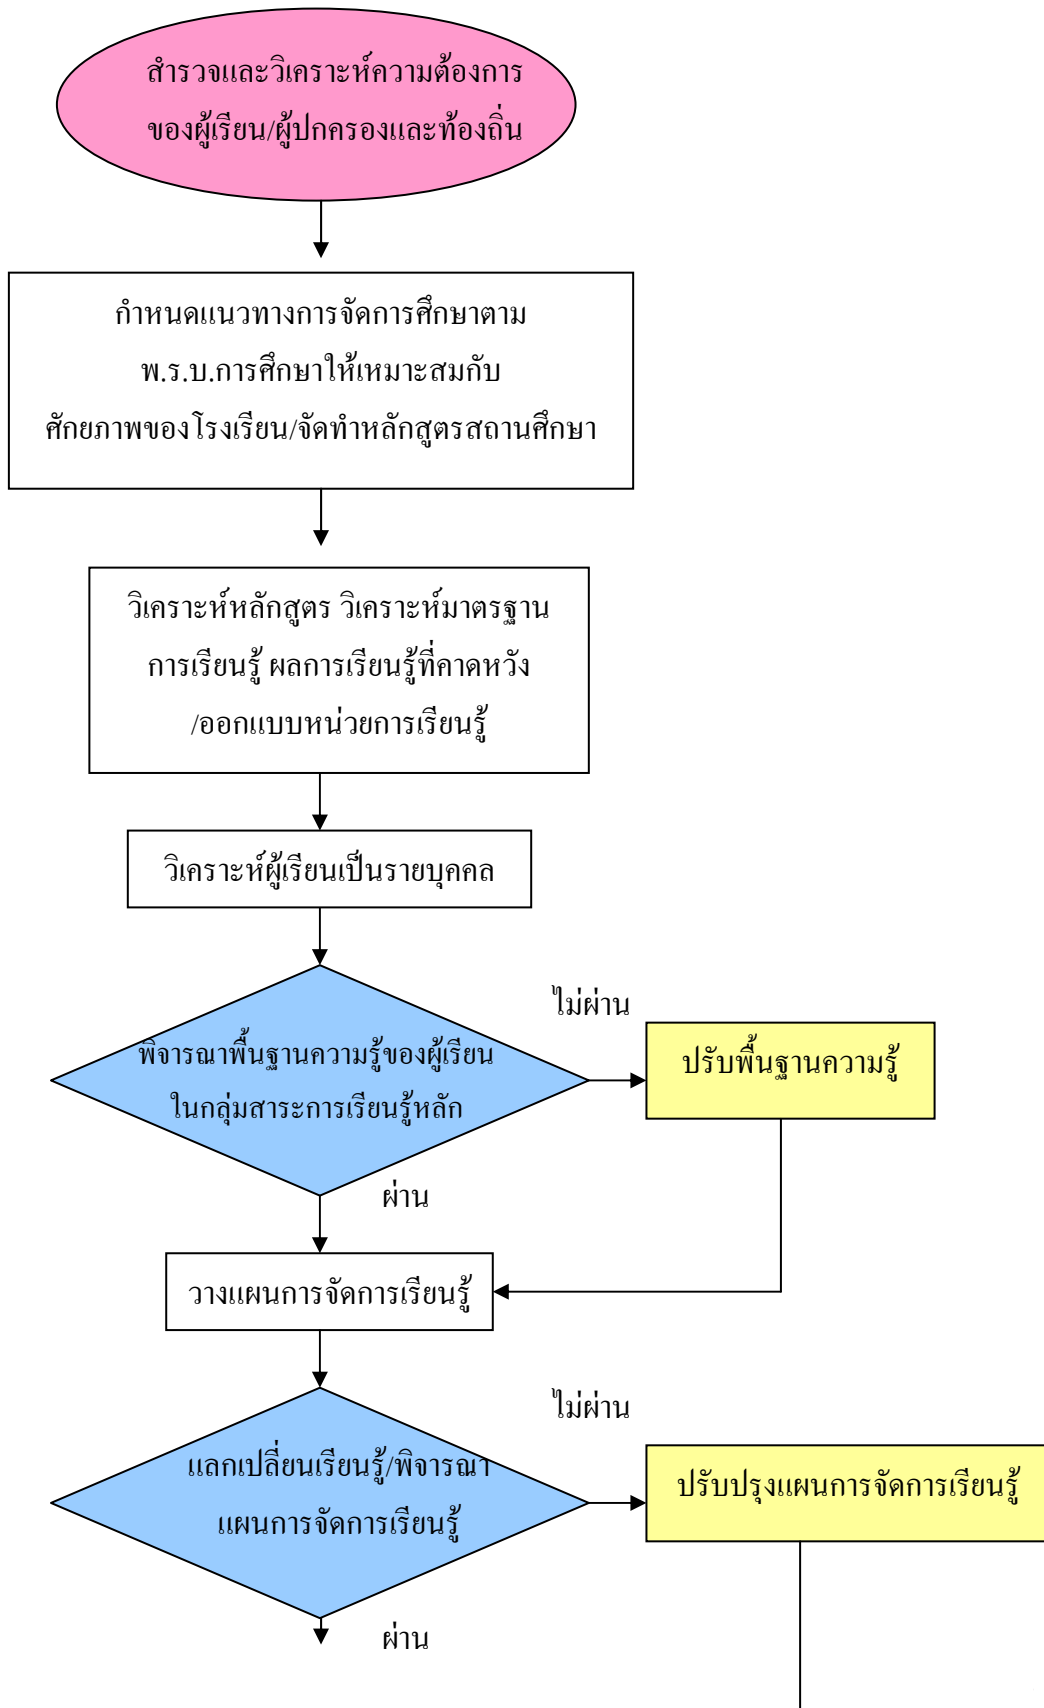 สำรวจและวิเคราะห์ความต้องการ
ของผู้เรียน/ผู้ปกครองและท้องถิ่น
กำหนดแนวทางการจัดการศึกษาตาม
พ.ร.บ.การศึกษาให้เหมาะสมกับ
ศักยภาพของโรงเรียน/จัดทำหลักสูตรสถานศึกษา
วิเคราะห์หลักสูตร วิเคราะห์มาตรฐาน
การเรียนรู้ ผลการเรียนรู้ที่คาดหวัง
/ออกแบบหน่วยการเรียนรู้
วิเคราะห์ผู้เรียนเป็นรายบุคคล
ไม่ผ่าน
พิจารณาพื้นฐานความรู้ของผู้เรียน
ในกลุ่มสาระการเรียนรู้หลัก
ปรับพื้นฐานความรู้
ผ่าน
วางแผนการจัดการเรียนรู้
ไม่ผ่าน
แลกเปลี่ยนเรียนรู้/พิจารณา
แผนการจัดการเรียนรู้
ปรับปรุงแผนการจัดการเรียนรู้
ผ่าน